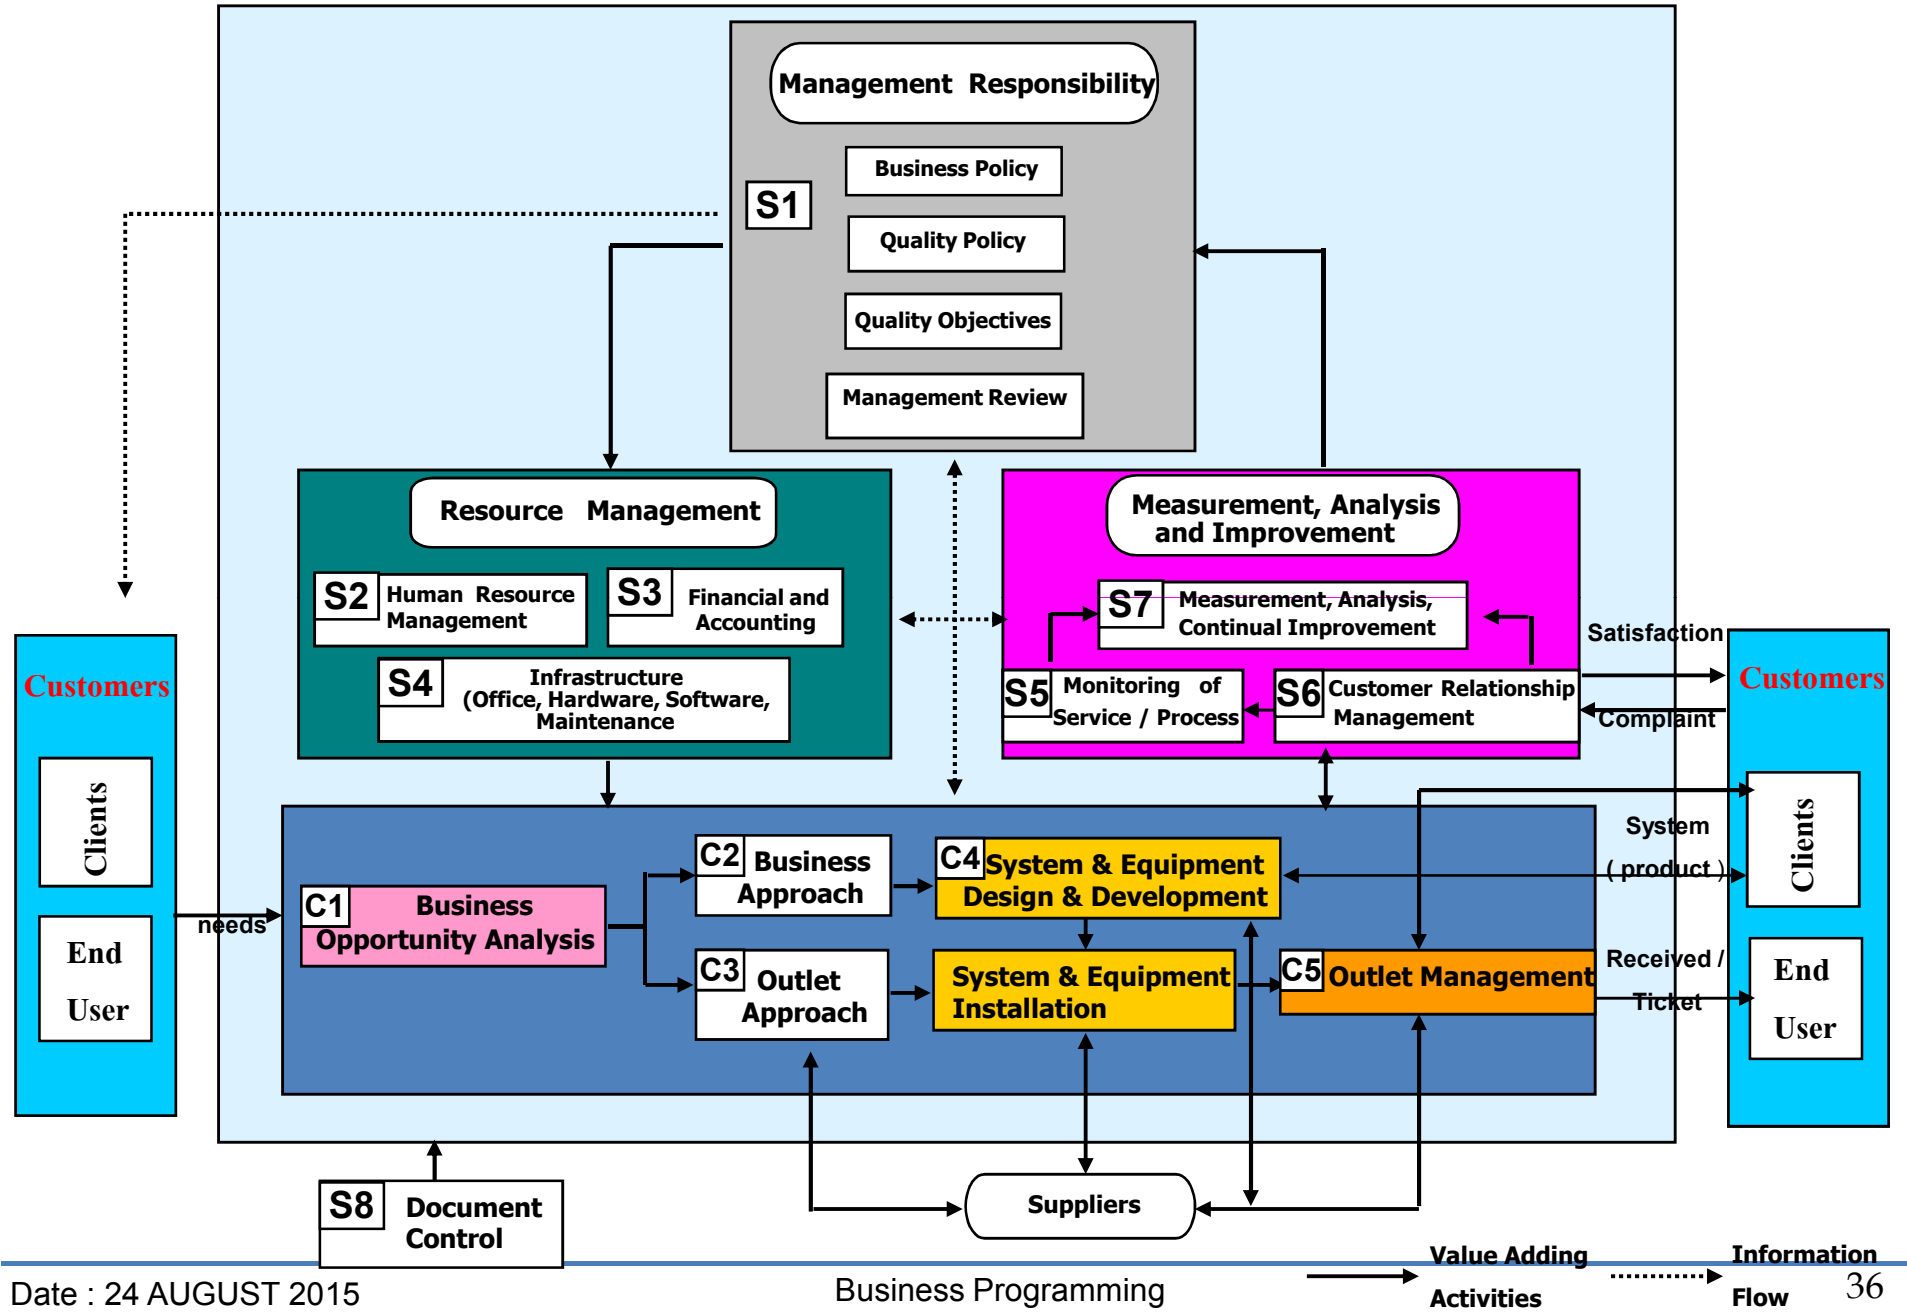 Management Responsibility
S1
Business Policy
Quality Policy
Quality Objectives
Management Review
Resource Management
S2
Human Resource
Management
S3
Financial and
Accounting
S4
Infrastructure
(Office, Hardware, Software,
Maintenance
Measurement, Analysis
and Improvement
S7
Measurement, Analysis,
Continual Improvement
S5
Monitoring of
Service / Process
S6
Customer Relationship
Management
Customers
Clients
End
User
needs
C1
Business
Opportunity Analysis
C2
Business
Approach
C3
Outlet
Approach
C4
System & Equipment
Design & Development
System & Equipment
Installation
C5
Outlet Management
Satisfaction
Complaint
System
( product )
Received /
Ticket
Customers
Clients
End
User
S8
Document
Control
Suppliers
Value Adding
Activities
Information
Flow
Date : 24 AUGUST 2015
Business Programming
36